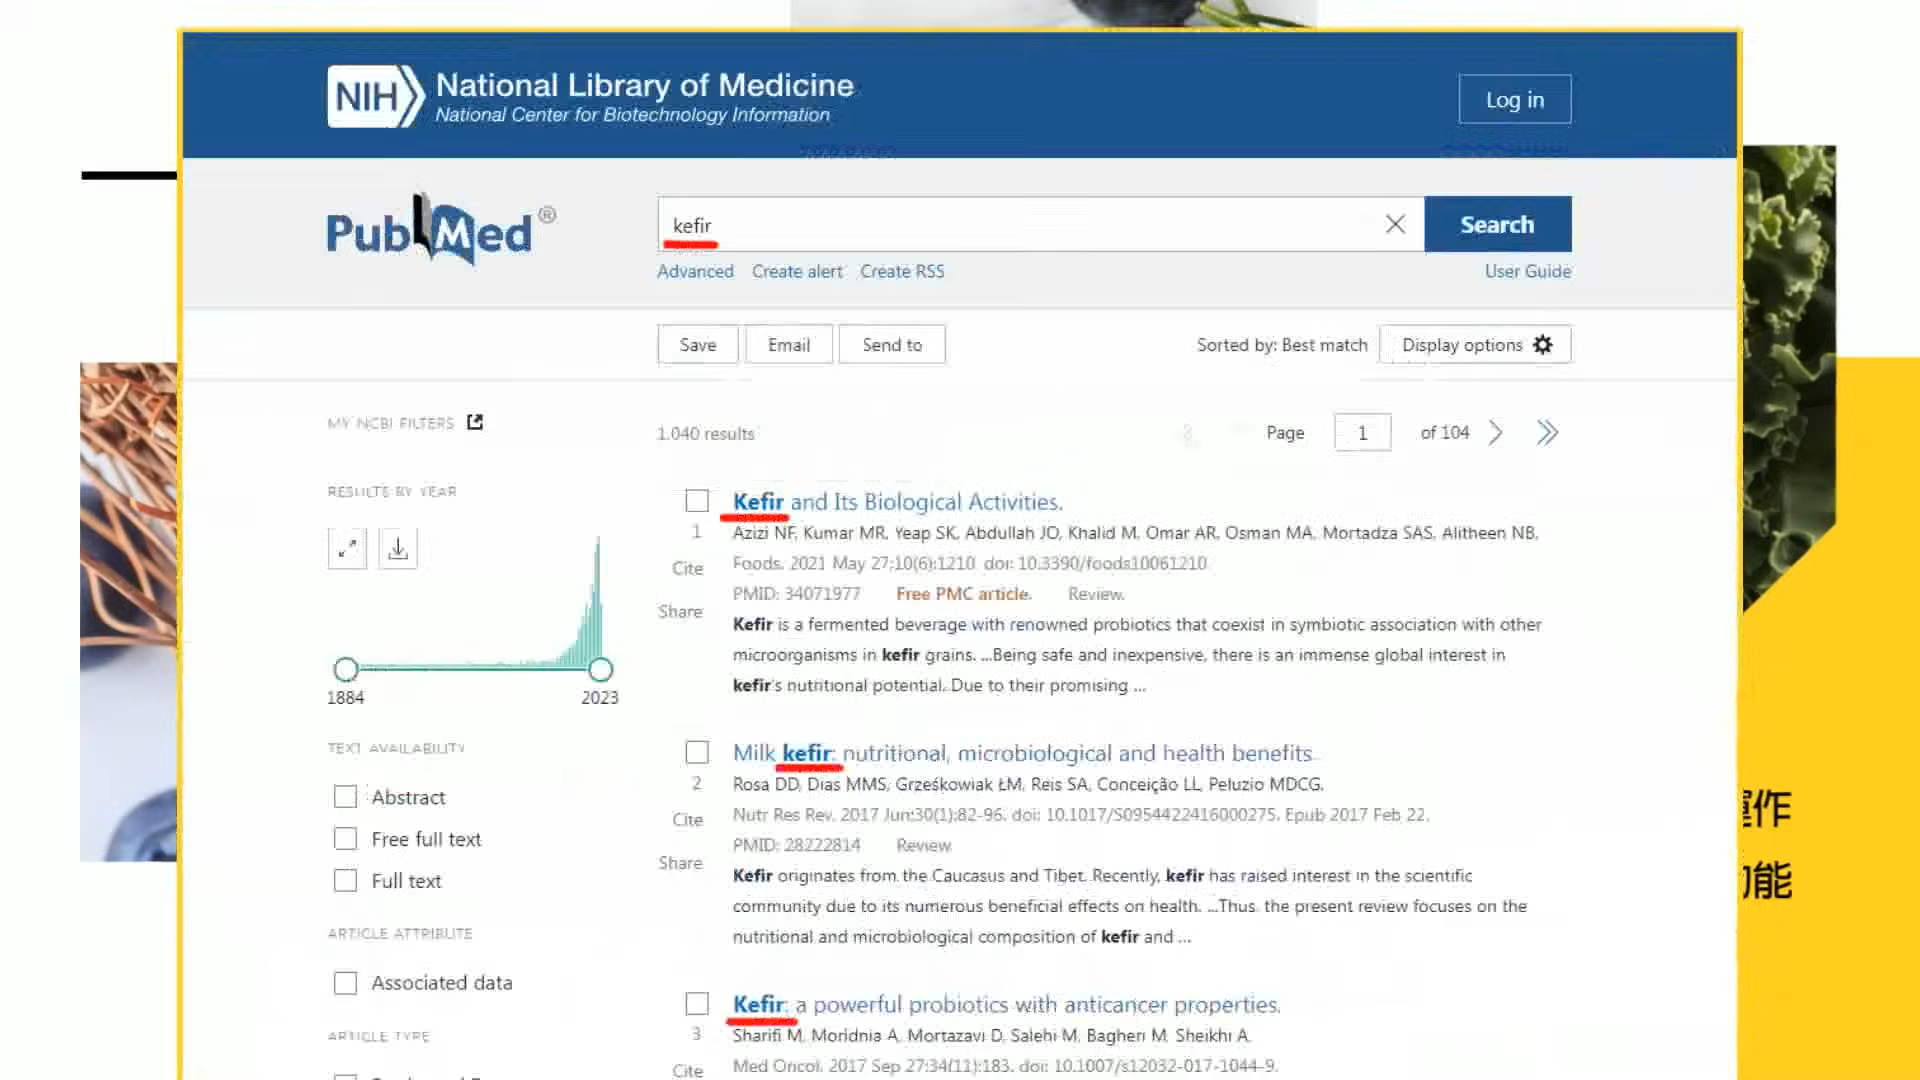 NIH National Library of Medicine
National Center for Biotechnology Information
Log in
PubMed®
kefir
Search
Advanced Create alert Create RSS
User Guide
Save Email Send to
Sorted by: Best match Display options
MY NCBI FILTERS
1.040 results
Page 1 of 104
RESULTS BY YEAR
1884 2023
TEXT AVAILABILITY
Abstract
Free full text
Full text
ARTICLE ATTRIBUTE
Associated data
ARTICLE TYPE
Kefir and Its Biological Activities.
1 Azizi NF, Kumar MR, Yeap SK, Abdullah JO, Khalid M, Omar AR, Osman MA, Mortadza SAS, Alitheen NB.
Cite Foods. 2021 May 27;10(6):1210. doi: 10.3390/foods10061210
PMID: 34071977 Free PMC article. Review.
Share
Kefir is a fermented beverage with renowned probiotics that coexist in symbiotic association with other
microorganisms in kefir grains. ...Being safe and inexpensive, there is an immense global interest in
kefir's nutritional potential. Due to their promising ...
Milk kefir: nutritional, microbiological and health benefits.
2 Rosa DD, Dias MMS, Grześkowiak ŁM, Reis SA, Conceição LL, Peluzio MDCG.
Cite Nutr Res Rev. 2017 Jun;30(1):82-96. doi: 10.1017/S0954422416000275. Epub 2017 Feb 22.
PMID: 28222814 Review.
Share
Kefir originates from the Caucasus and Tibet. Recently, kefir has raised interest in the scientific
community due to its numerous beneficial effects on health. ...Thus, the present review focuses on the
nutritional and microbiological composition of kefir and ...
Kefir: a powerful probiotics with anticancer properties.
3 Sharifi M, Moridnia A, Mortazavi D, Salehi M, Bagheri M, Sheikhi A.
Cite Med Oncol. 2017 Sep 27;34(11):183. doi: 10.1007/s12032-017-1044-9.
作
能